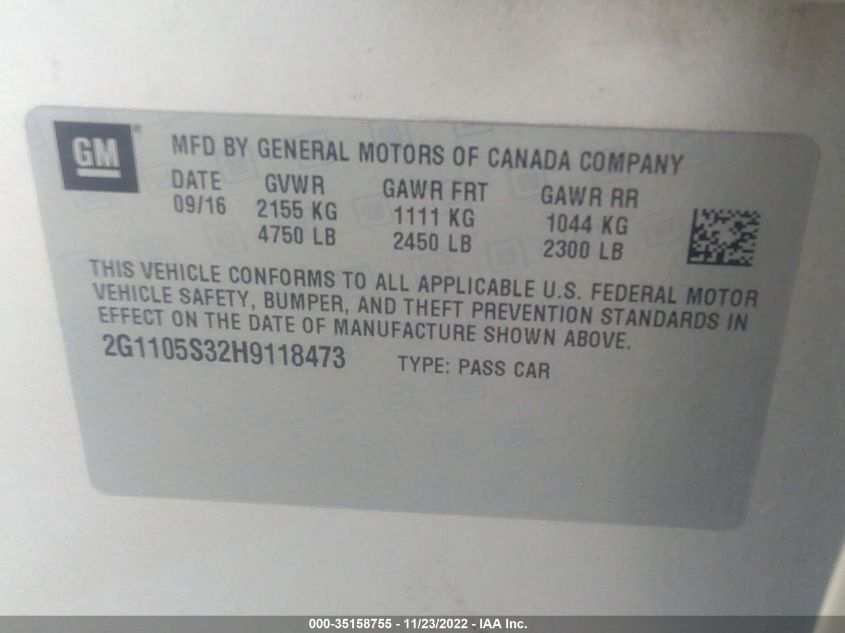 GM MFD BY GENERAL MOTORS OF CANADA COMPANY
DATE GVWR GAWR FRT GAWR RR
09/16 2155 KG 1111 KG 1044 KG
4750 LB 2450 LB 2300 LB
THIS VEHICLE CONFORMS TO ALL APPLICABLE U.S. FEDERAL MOTOR
VEHICLE SAFETY, BUMPER, AND THEFT PREVENTION STANDARDS IN
EFFECT ON THE DATE OF MANUFACTURE SHOWN ABOVE.
2G1105S32H9118473 TYPE: PASS CAR
000-35158755 - 11/23/2022 - IAA Inc.